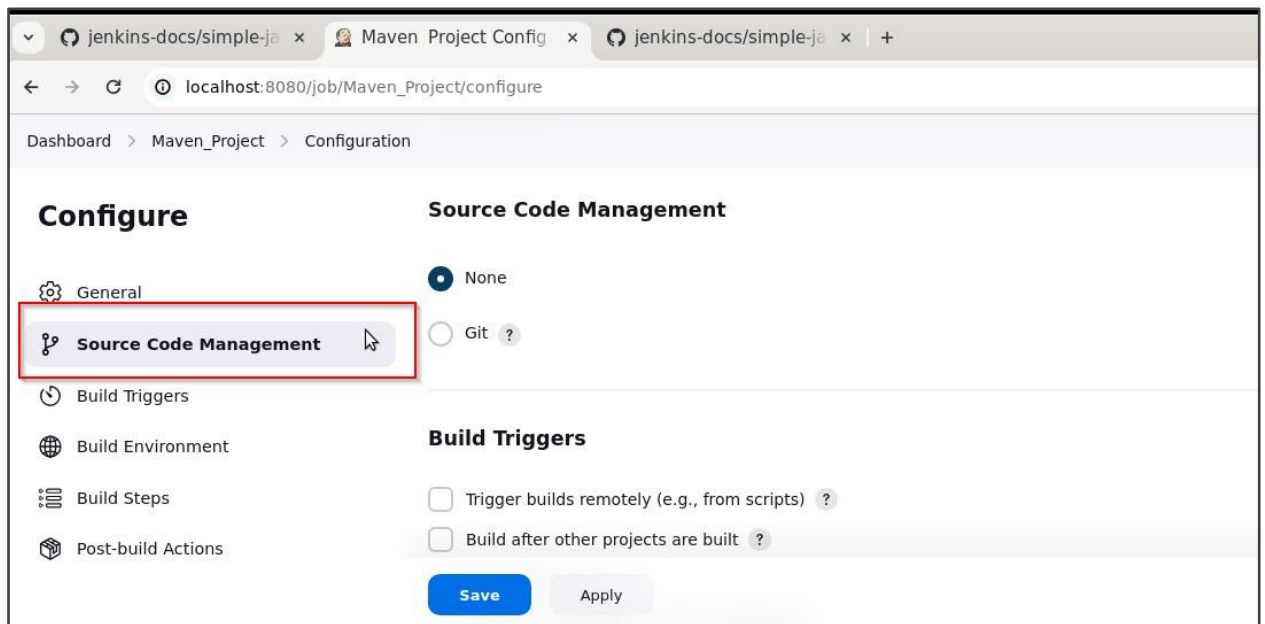 jenkins-docs/simple-ja
Maven Project Config
jenkins-docs/simple-ja
localhost:8080/job/Maven_Project/configure
Dashboard > Maven_Project > Configuration
Configure
General
Source Code Management
Build Triggers
Build Environment
Build Steps
Post-build Actions
Source Code Management
None
Git ?
Build Triggers
Trigger builds remotely (e.g., from scripts) ?
Build after other projects are built ?
Save Apply